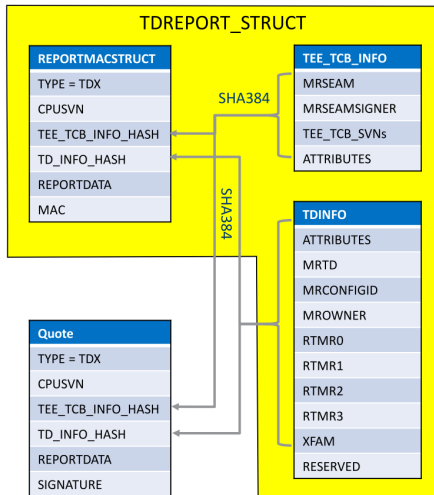 TDREPORT_STRUCT
REPORTMACSTRUCT
TYPE = TDX
CPUSVN
TEE_TCB_INFO_HASH
TD_INFO_HASH
REPORTDATA
MAC
SHA384
SHA384
TEE_TCB_INFO
MRSEAM
MRSEAMSIGNER
TEE_TCB_SVNs
ATTRIBUTES
TDINFO
ATTRIBUTES
MRTD
MRCONFIGID
MROWNER
RTMR0
RTMR1
RTMR2
RTMR3
XFAM
RESERVED
Quote
TYPE = TDX
CPUSVN
TEE_TCB_INFO_HASH
TD_INFO_HASH
REPORTDATA
SIGNATURE